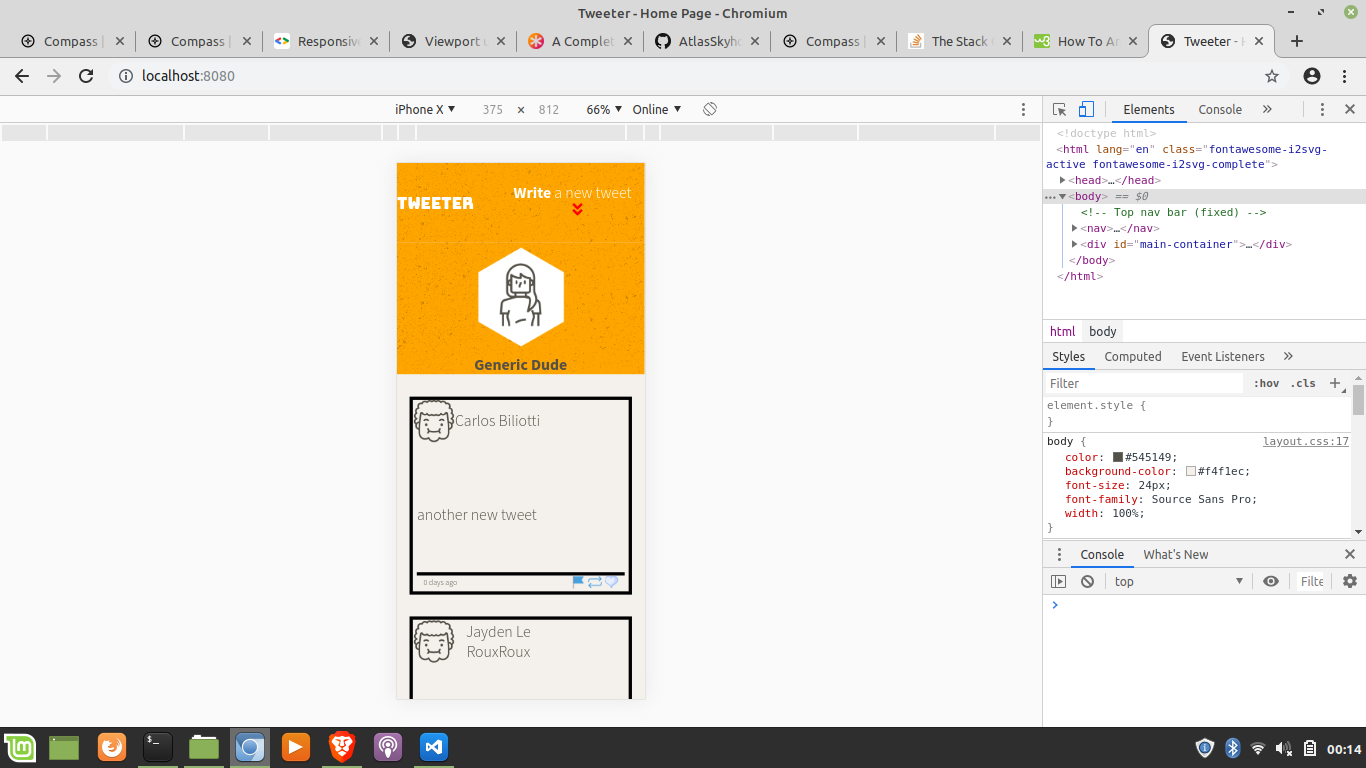 Tweeter - Home Page - Chromium
Compass |
Compass |
Responsive
Viewport
A Complet
AtlasSkyho
Compass |
The Stack
How To
Tweeter -
localhost:8080
iPhone X
375 × 812
66%
Online
TWEETER
Write a new tweet
Generic Dude
Carlos Biliotti
another new tweet
0 days ago
Jayden Le
RouxRoux
Elements
Console
»
<!doctype html>
<html lang="en" class="fontawesome-i2svg-
active fontawesome-i2svg-complete">
<head>…</head>
<body> == $0
<!-- Top nav bar (fixed) -->
<nav>…</nav>
<div id="main-container">…</div>
</body>
</html>
html body
Styles Computed Event Listeners »
Filter :hov .cls +
element.style {
}
body { layout.css:17
color: #545149;
background-color: #f4f1ec;
font-size: 24px;
font-family: Source Sans Pro;
width: 100%;
}
Console What's New
top
Filte
00:14